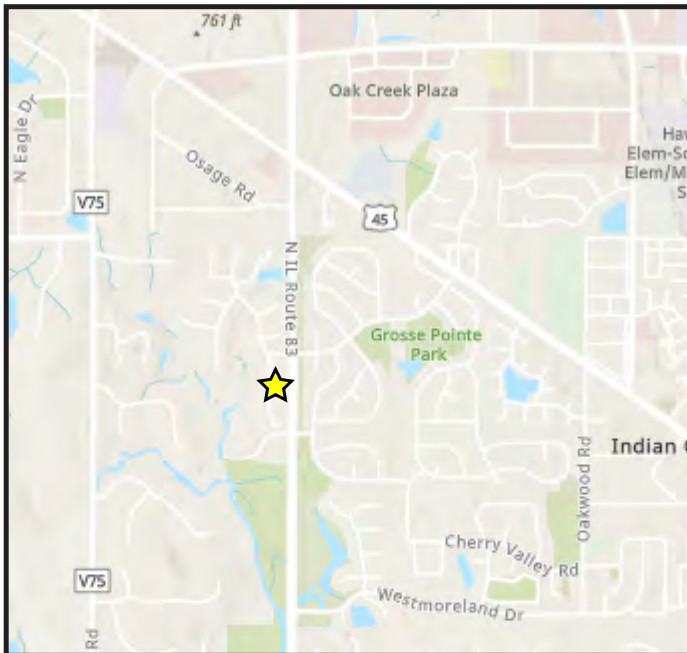 761 ft
Oak Creek Plaza
N Eagle Dr
Haw
Elem-Sc
Elem/M
S
Osage Rd
V75
45
N IL Route 83
Grosse Pointe
Park
Indian
Oakwood Rd
Cherry Valley Rd
V75
Westmoreland Dr
Rd